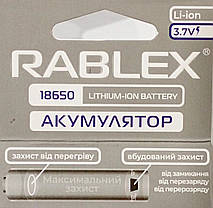 Li-ion
3.7V
RABLEX
18650 LITHIUM-ION BATTERY
АКУМУЛЯТОР
захист від перегріву
вбудований захист
Максимальний
захист
від замикання
від перезаряду
від перерозряду